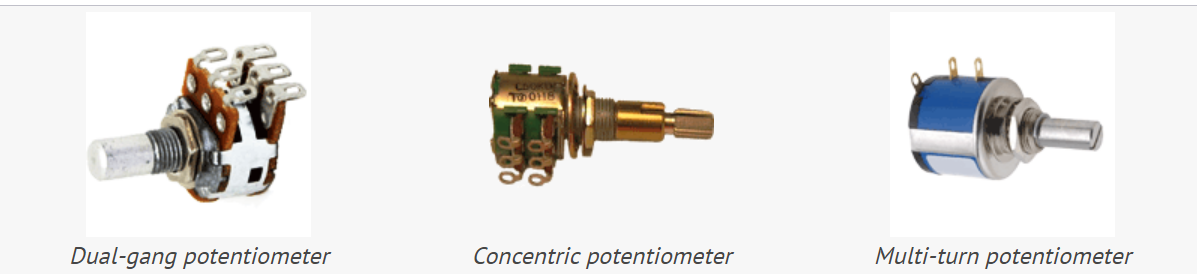 Dual-gang potentiometer
Concentric potentiometer
Multi-turn potentiometer